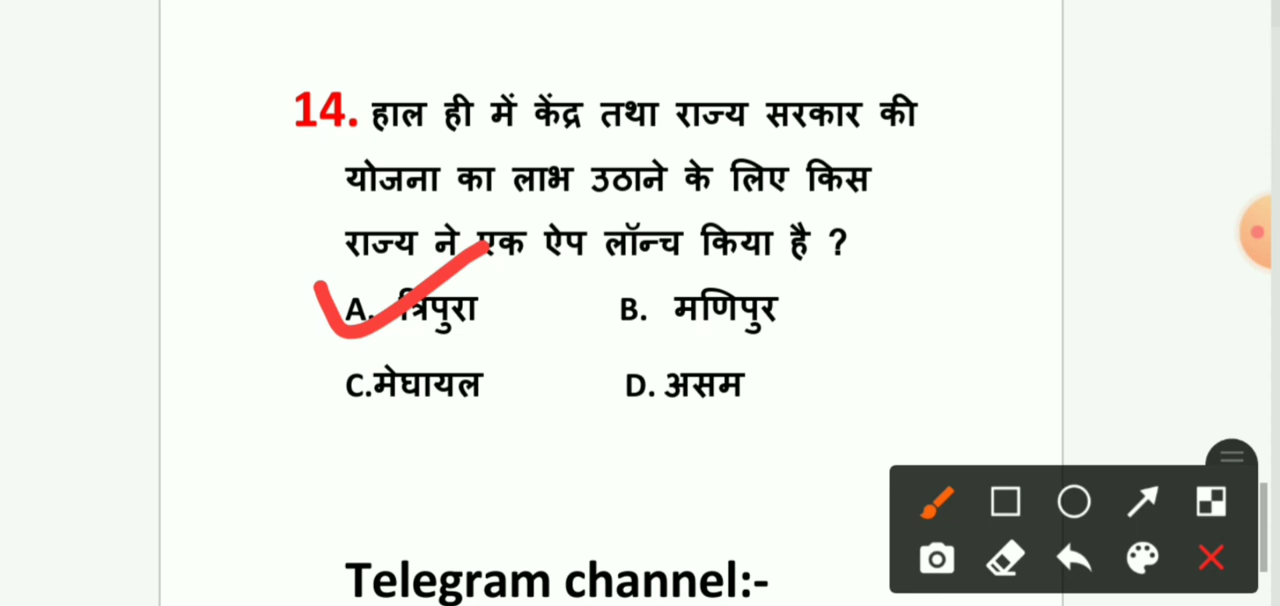 14. हाल ही में केंद्र तथा राज्य सरकार की
योजना का लाभ उठाने के लिए किस
राज्य ने एक ऐप लॉन्च किया है ?
A. त्रिपुरा B. मणिपुर
C.मेघायल D. असम
Telegram channel:-